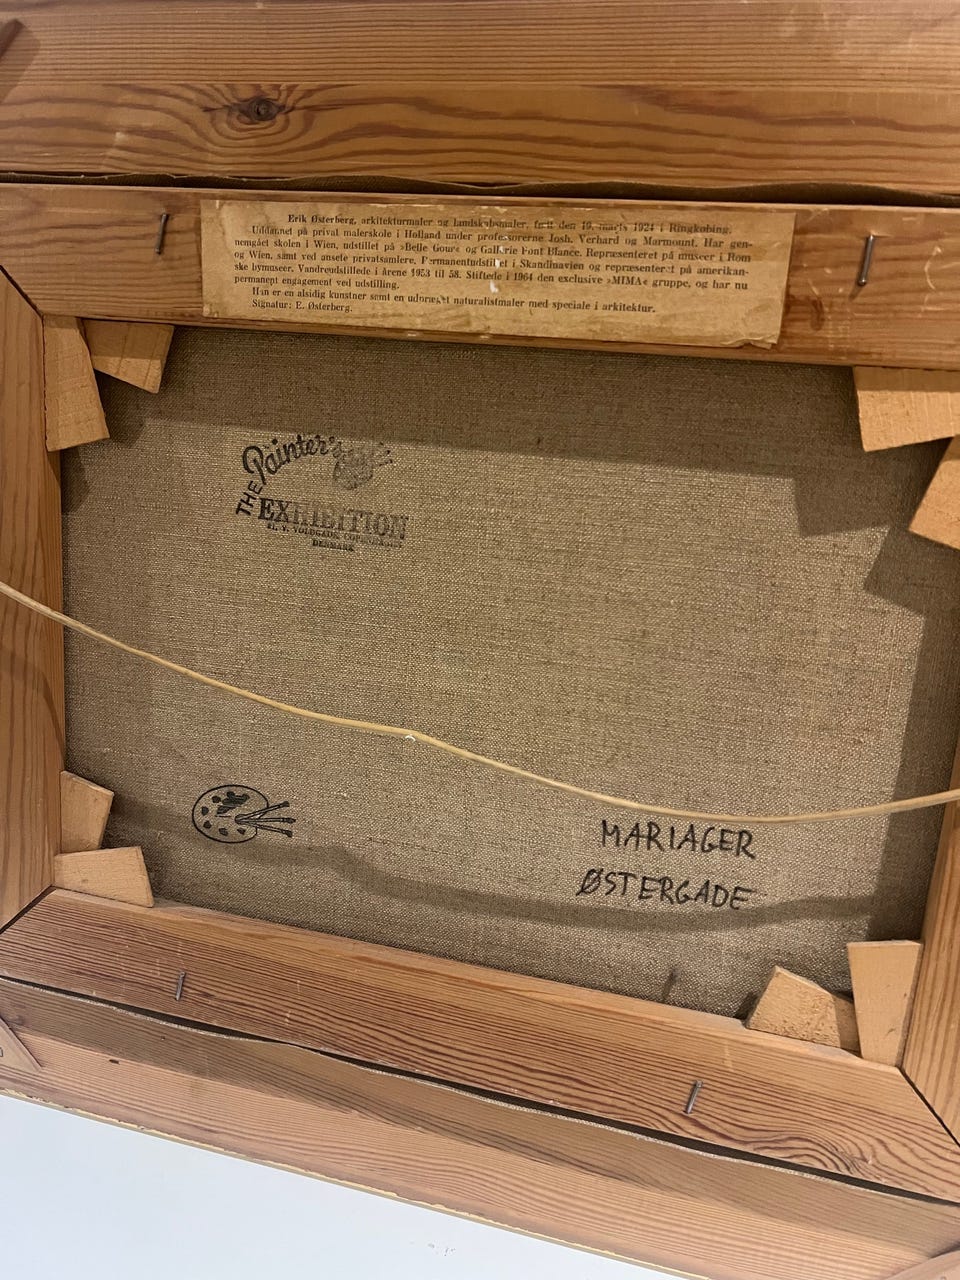 Erik Østerberg, arkitekturmaler og landskabsmaler, født den 19. marts 1924 i Ringkøbing.
Uddannet på privat malerskole i Holland under professorerne Josh. Verhard og Marmount. Har gen-
nemgået skolen i Wien, udstillet på »Belle Gour« og Gallerie Font Blance. Repræsenteret på museer i Rom
og Wien, samt ved ansete privatsamlere. Permanentudstillet i Skandinavien og repræsenteret på amerikan-
ske bymuseer. Vandreudstillede i årene 1953 til 58. Stiftede i 1964 den exclusive »MIMA« gruppe, og har nu
permanent engagement ved udstilling.
Han er en alsidig kunstner samt en udpræget naturalistmaler med speciale i arkitektur.
Signatur: E. Østerberg.
THE Painter's
EXHIBITION
V. VOLDGADE, COPENHAGEN
DENMARK
MARIAGER
ØSTERGADE